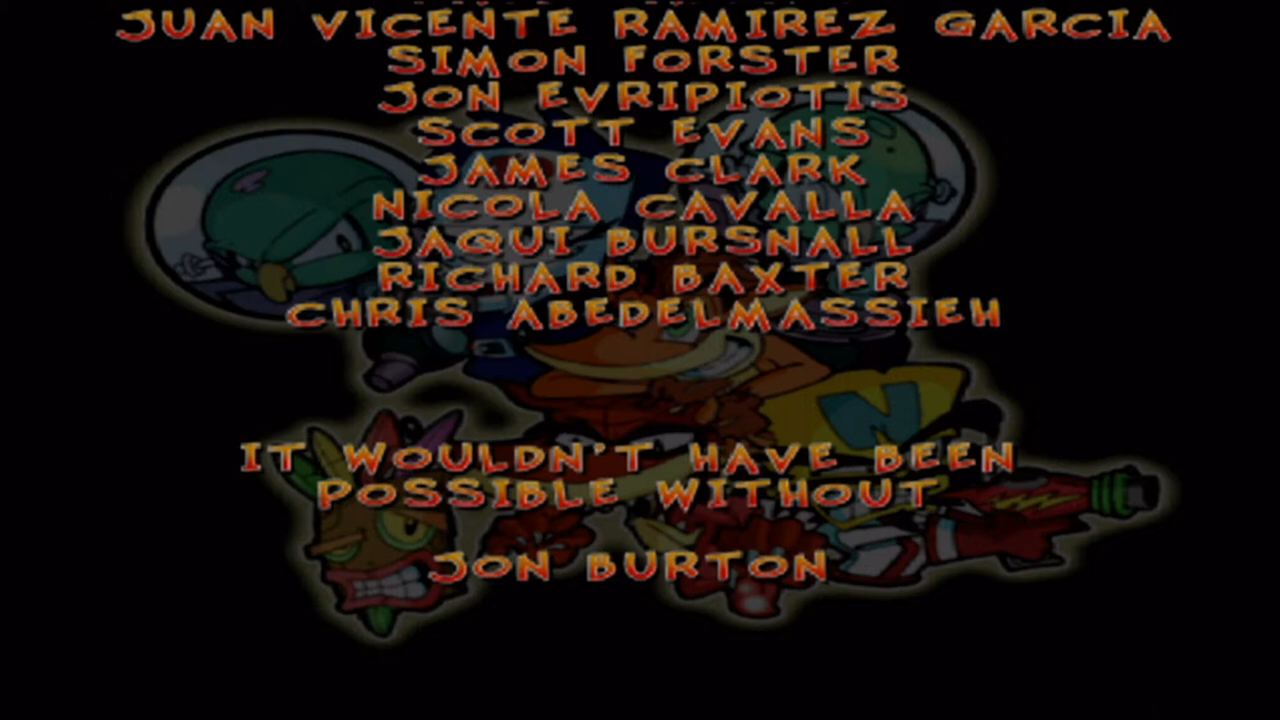 JUAN VICENTE RAMIREZ GARCIA
SIMON FORSTER
JON EVRIPIOTIS
SCOTT EVANS
JAMES CLARK
NICOLA CAVALLA
JAQUI BURSNALL
RICHARD BAXTER
CHRIS ABEDELMASSIEH
IT WOULDN'T HAVE BEEN
POSSIBLE WITHOUT
JON BURTON